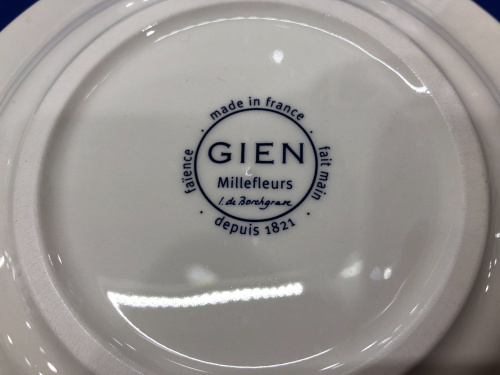 made in france
GIEN
Millefleurs
I. de Borchgrave
depuis 1821
faïence
fait main